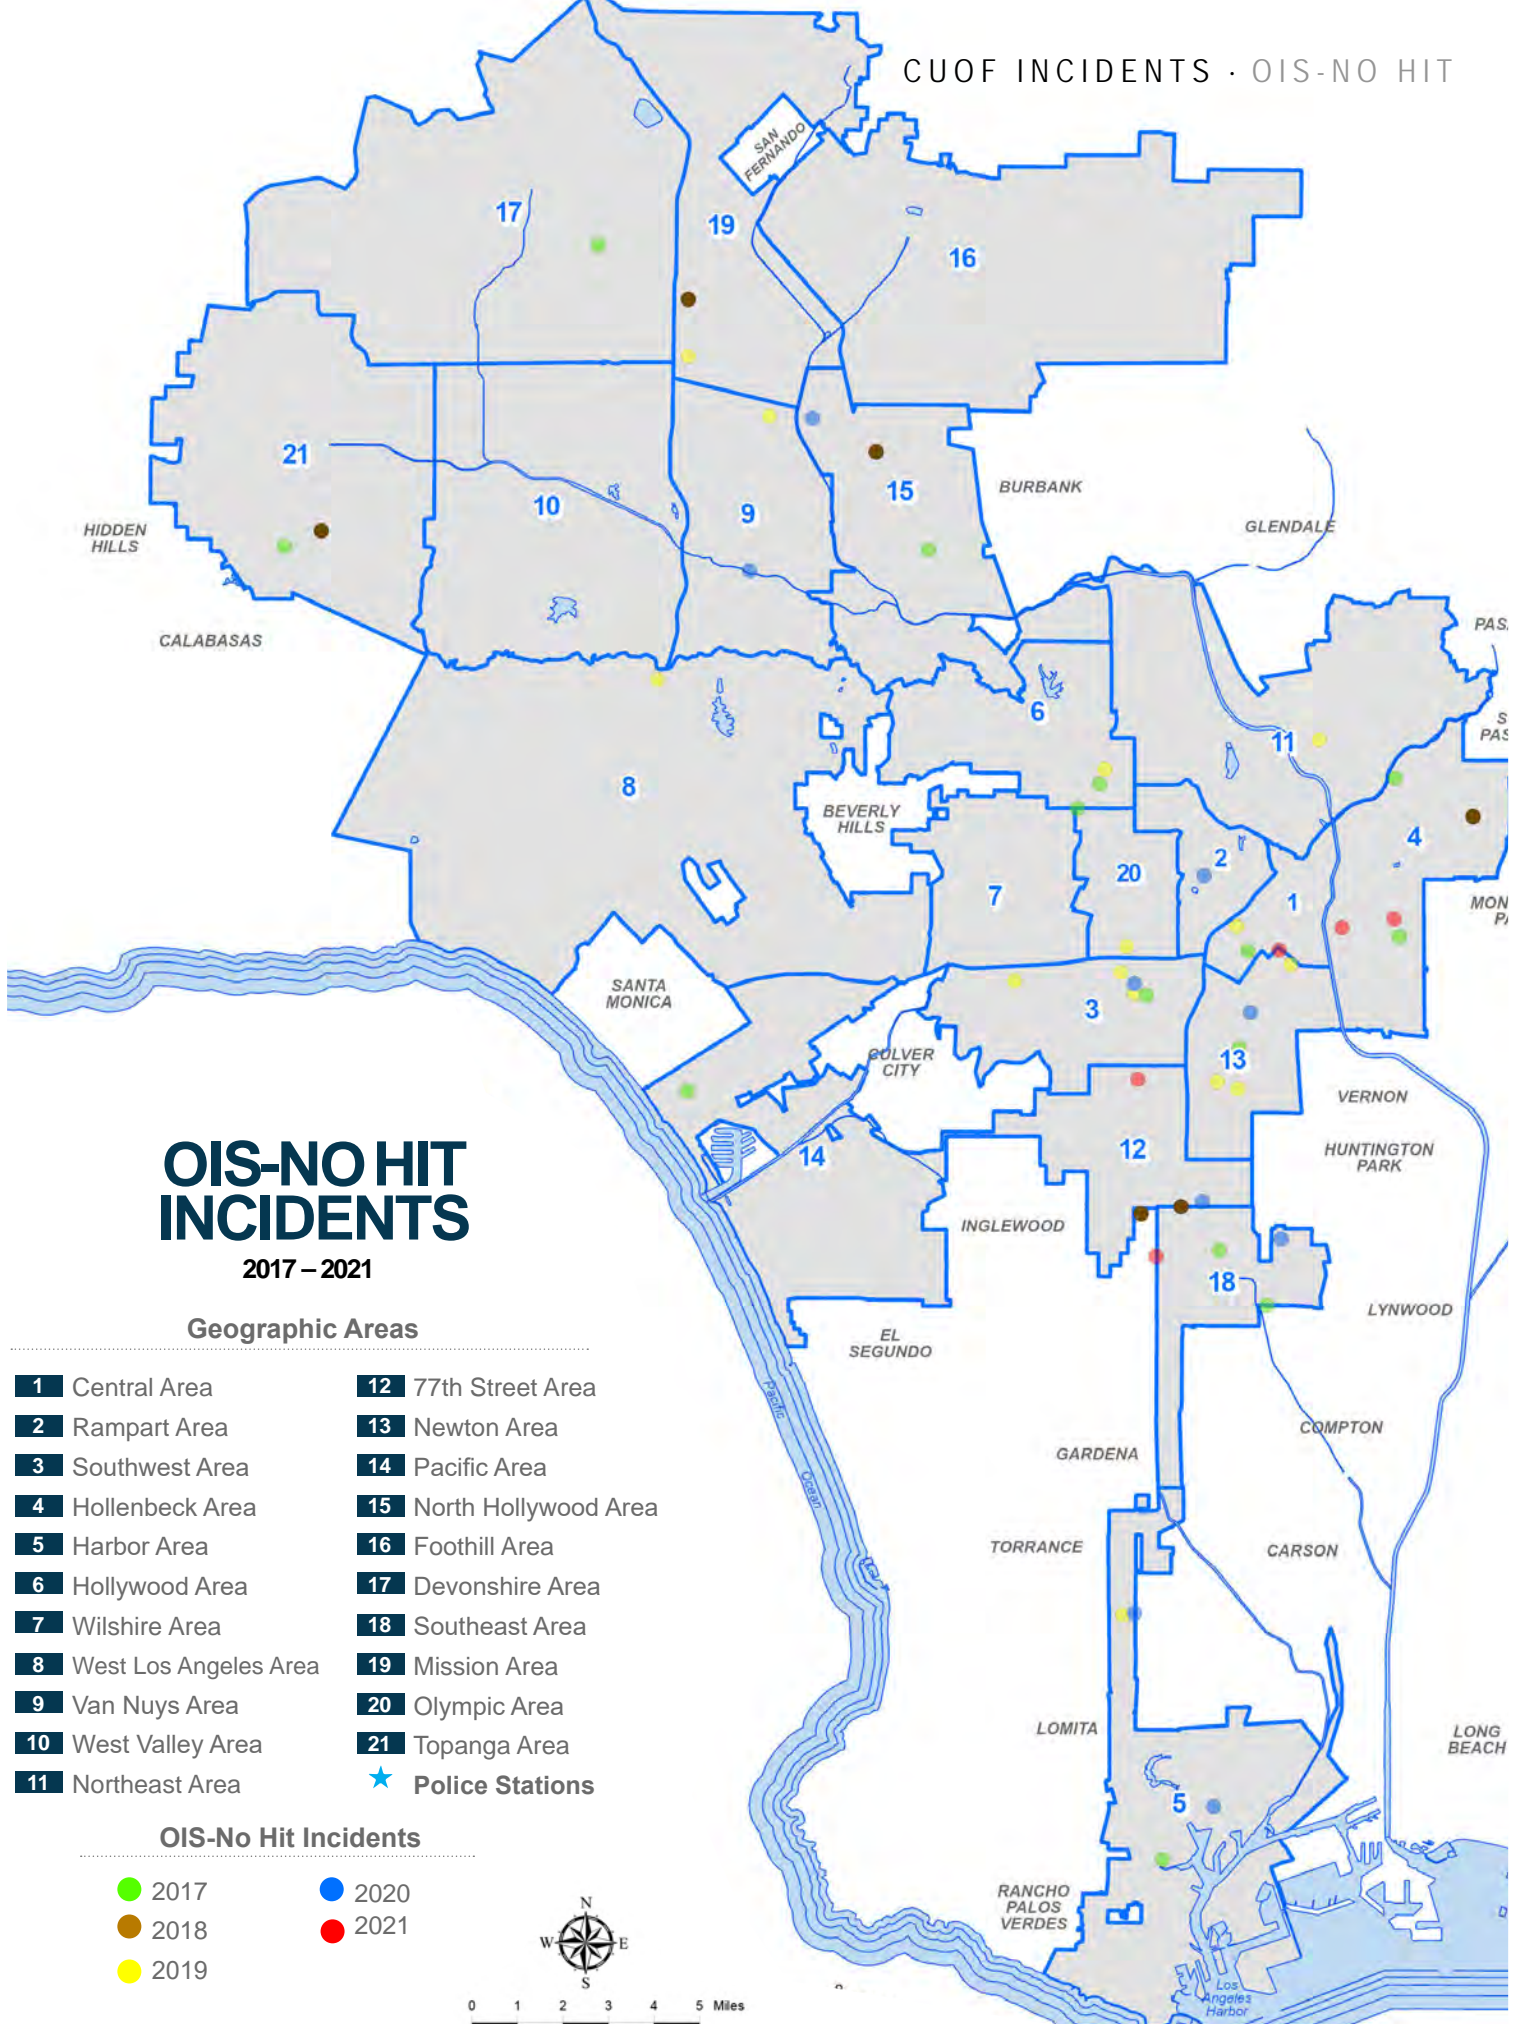 CUOF INCIDENTS · OIS-NO HIT
SAN
FERNANDO
17
19
16
21
10
9
15
BURBANK
GLENDALE
HIDDEN
HILLS
CALABASAS
PAS
6
11
S
PAS
8
BEVERLY
HILLS
4
2
20
7
1
MON
PA
SANTA
MONICA
3
CULVER
CITY
13
VERNON
HUNTINGTON
PARK
12
14
INGLEWOOD
18
LYNWOOD
EL
SEGUNDO
Pacific
Ocean
COMPTON
GARDENA
TORRANCE
CARSON
LOMITA
LONG
BEACH
5
RANCHO
PALOS
VERDES
Los
Angeles
Harbor
OIS-NO HIT
INCIDENTS
2017 – 2021
Geographic Areas
1 Central Area
2 Rampart Area
3 Southwest Area
4 Hollenbeck Area
5 Harbor Area
6 Hollywood Area
7 Wilshire Area
8 West Los Angeles Area
9 Van Nuys Area
10 West Valley Area
11 Northeast Area
12 77th Street Area
13 Newton Area
14 Pacific Area
15 North Hollywood Area
16 Foothill Area
17 Devonshire Area
18 Southeast Area
19 Mission Area
20 Olympic Area
21 Topanga Area
Police Stations
OIS-No Hit Incidents
2017
2018
2019
2020
2021
N
W E
S
0 1 2 3 4 5 Miles